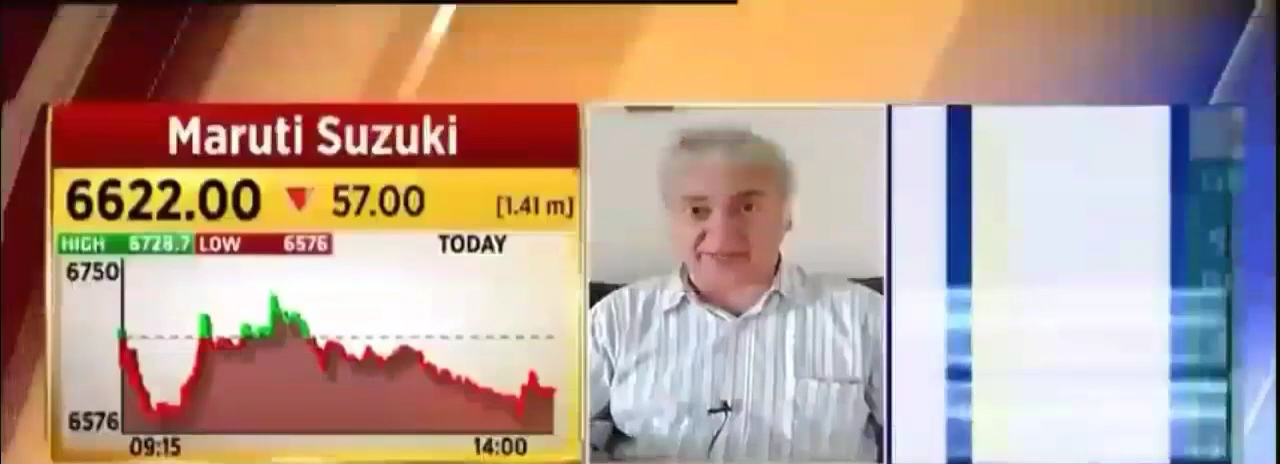 Maruti Suzuki
6622.00 ▼ 57.00 [1.41 m]
HIGH 6728.7 LOW 6576 TODAY
6750
6576
09:15 14:00